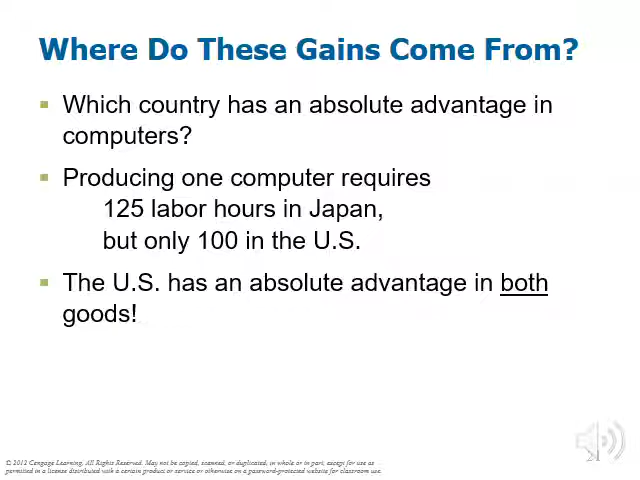 Where Do These Gains Come From?
Which country has an absolute advantage in
computers?
Producing one computer requires
125 labor hours in Japan,
but only 100 in the U.S.
The U.S. has an absolute advantage in both
goods!
© 2012 Cengage Learning. All Rights Reserved. May not be copied, scanned, or duplicated, in whole or in part, except for use as
permitted in a license distributed with a certain product or service or otherwise on a password-protected website for classroom use.